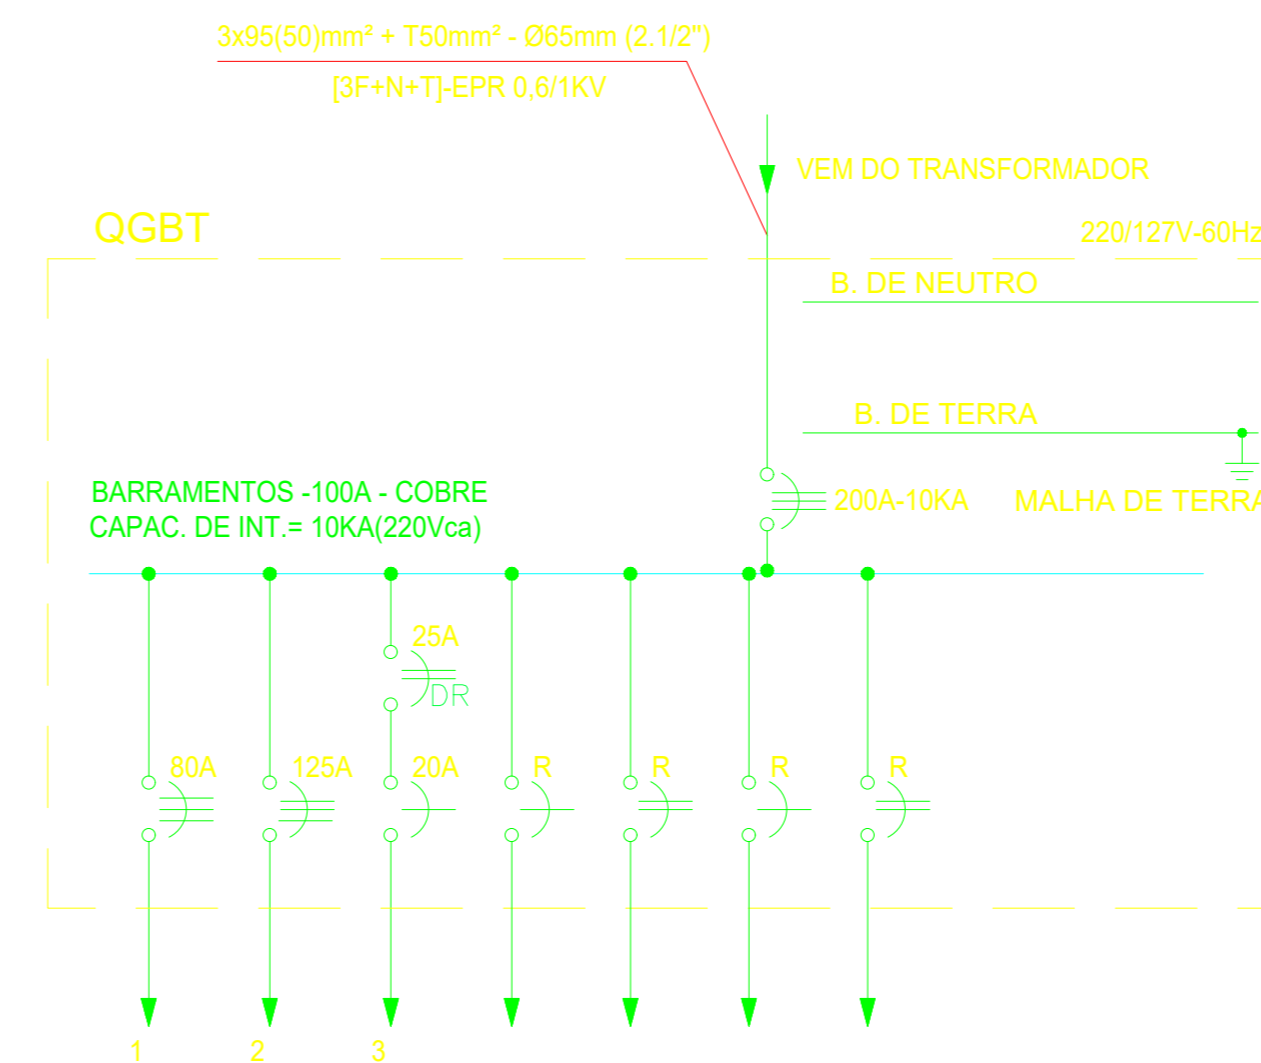 3x95(50)mm² + T50mm² - Ø65mm (2.1/2")
[3F+N+T]-EPR 0,6/1KV
VEM DO TRANSFORMADOR
QGBT
220/127V-60Hz
B. DE NEUTRO
B. DE TERRA
BARRAMENTOS -100A - COBRE
CAPAC. DE INT.= 10KA(220Vca)
200A-10KA
MALHA DE TERRA
25A
DR
80A
125A
20A
R
R
R
R
1
2
3